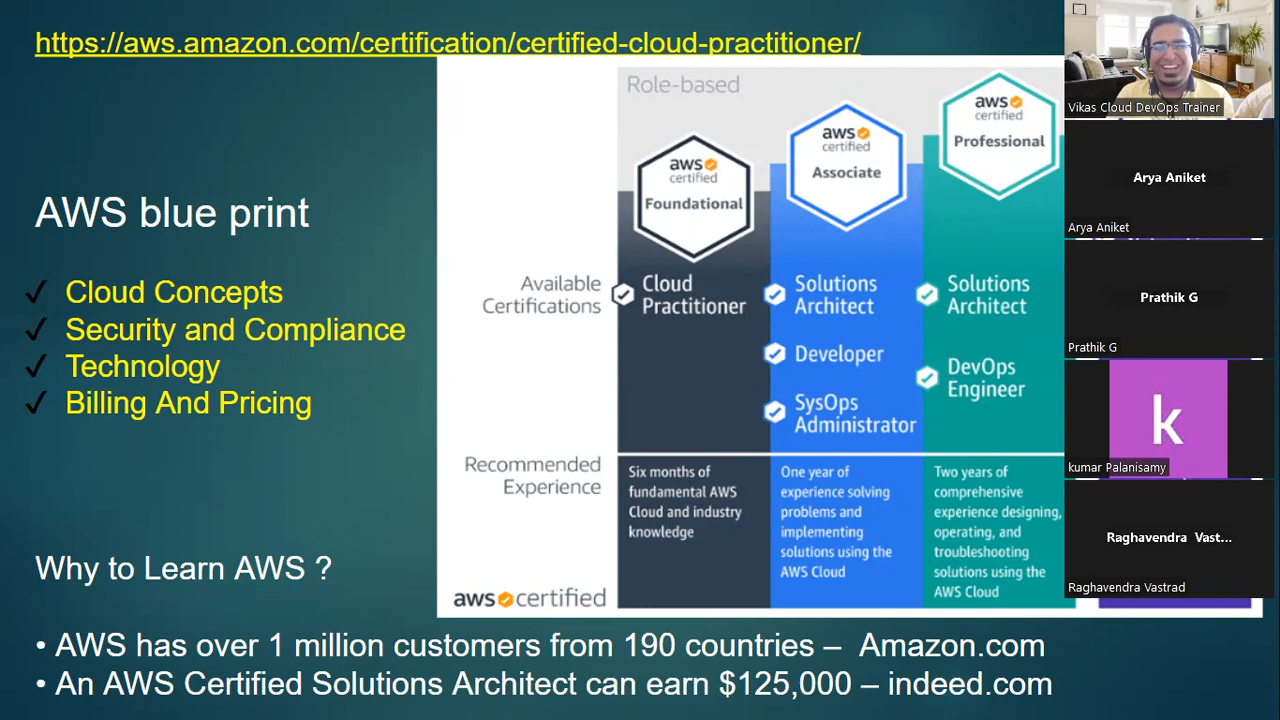 https://aws.amazon.com/certification/certified-cloud-practitioner/
AWS blue print
✓ Cloud Concepts
✓ Security and Compliance
✓ Technology
✓ Billing And Pricing
Why to Learn AWS ?
• AWS has over 1 million customers from 190 countries – Amazon.com
• An AWS Certified Solutions Architect can earn $125,000 – indeed.com
Role-based
aws
certified
Foundational
aws
certified
Associate
aws
certified
Professional
Available
Certifications
Cloud
Practitioner
Solutions
Architect
Developer
SysOps
Administrator
Solutions
Architect
DevOps
Engineer
Recommended
Experience
Six months of
fundamental AWS
Cloud and industry
knowledge
One year of
experience solving
problems and
implementing
solutions using the
AWS Cloud
Two years of
comprehensive
experience designing,
operating, and
troubleshooting
solutions using the
AWS Cloud
aws certified
Vikas Cloud DevOps Trainer
Arya Aniket
Arya Aniket
Prathik G
Prathik G
k
kumar Palanisamy
Raghavendra Vast...
Raghavendra Vastrad